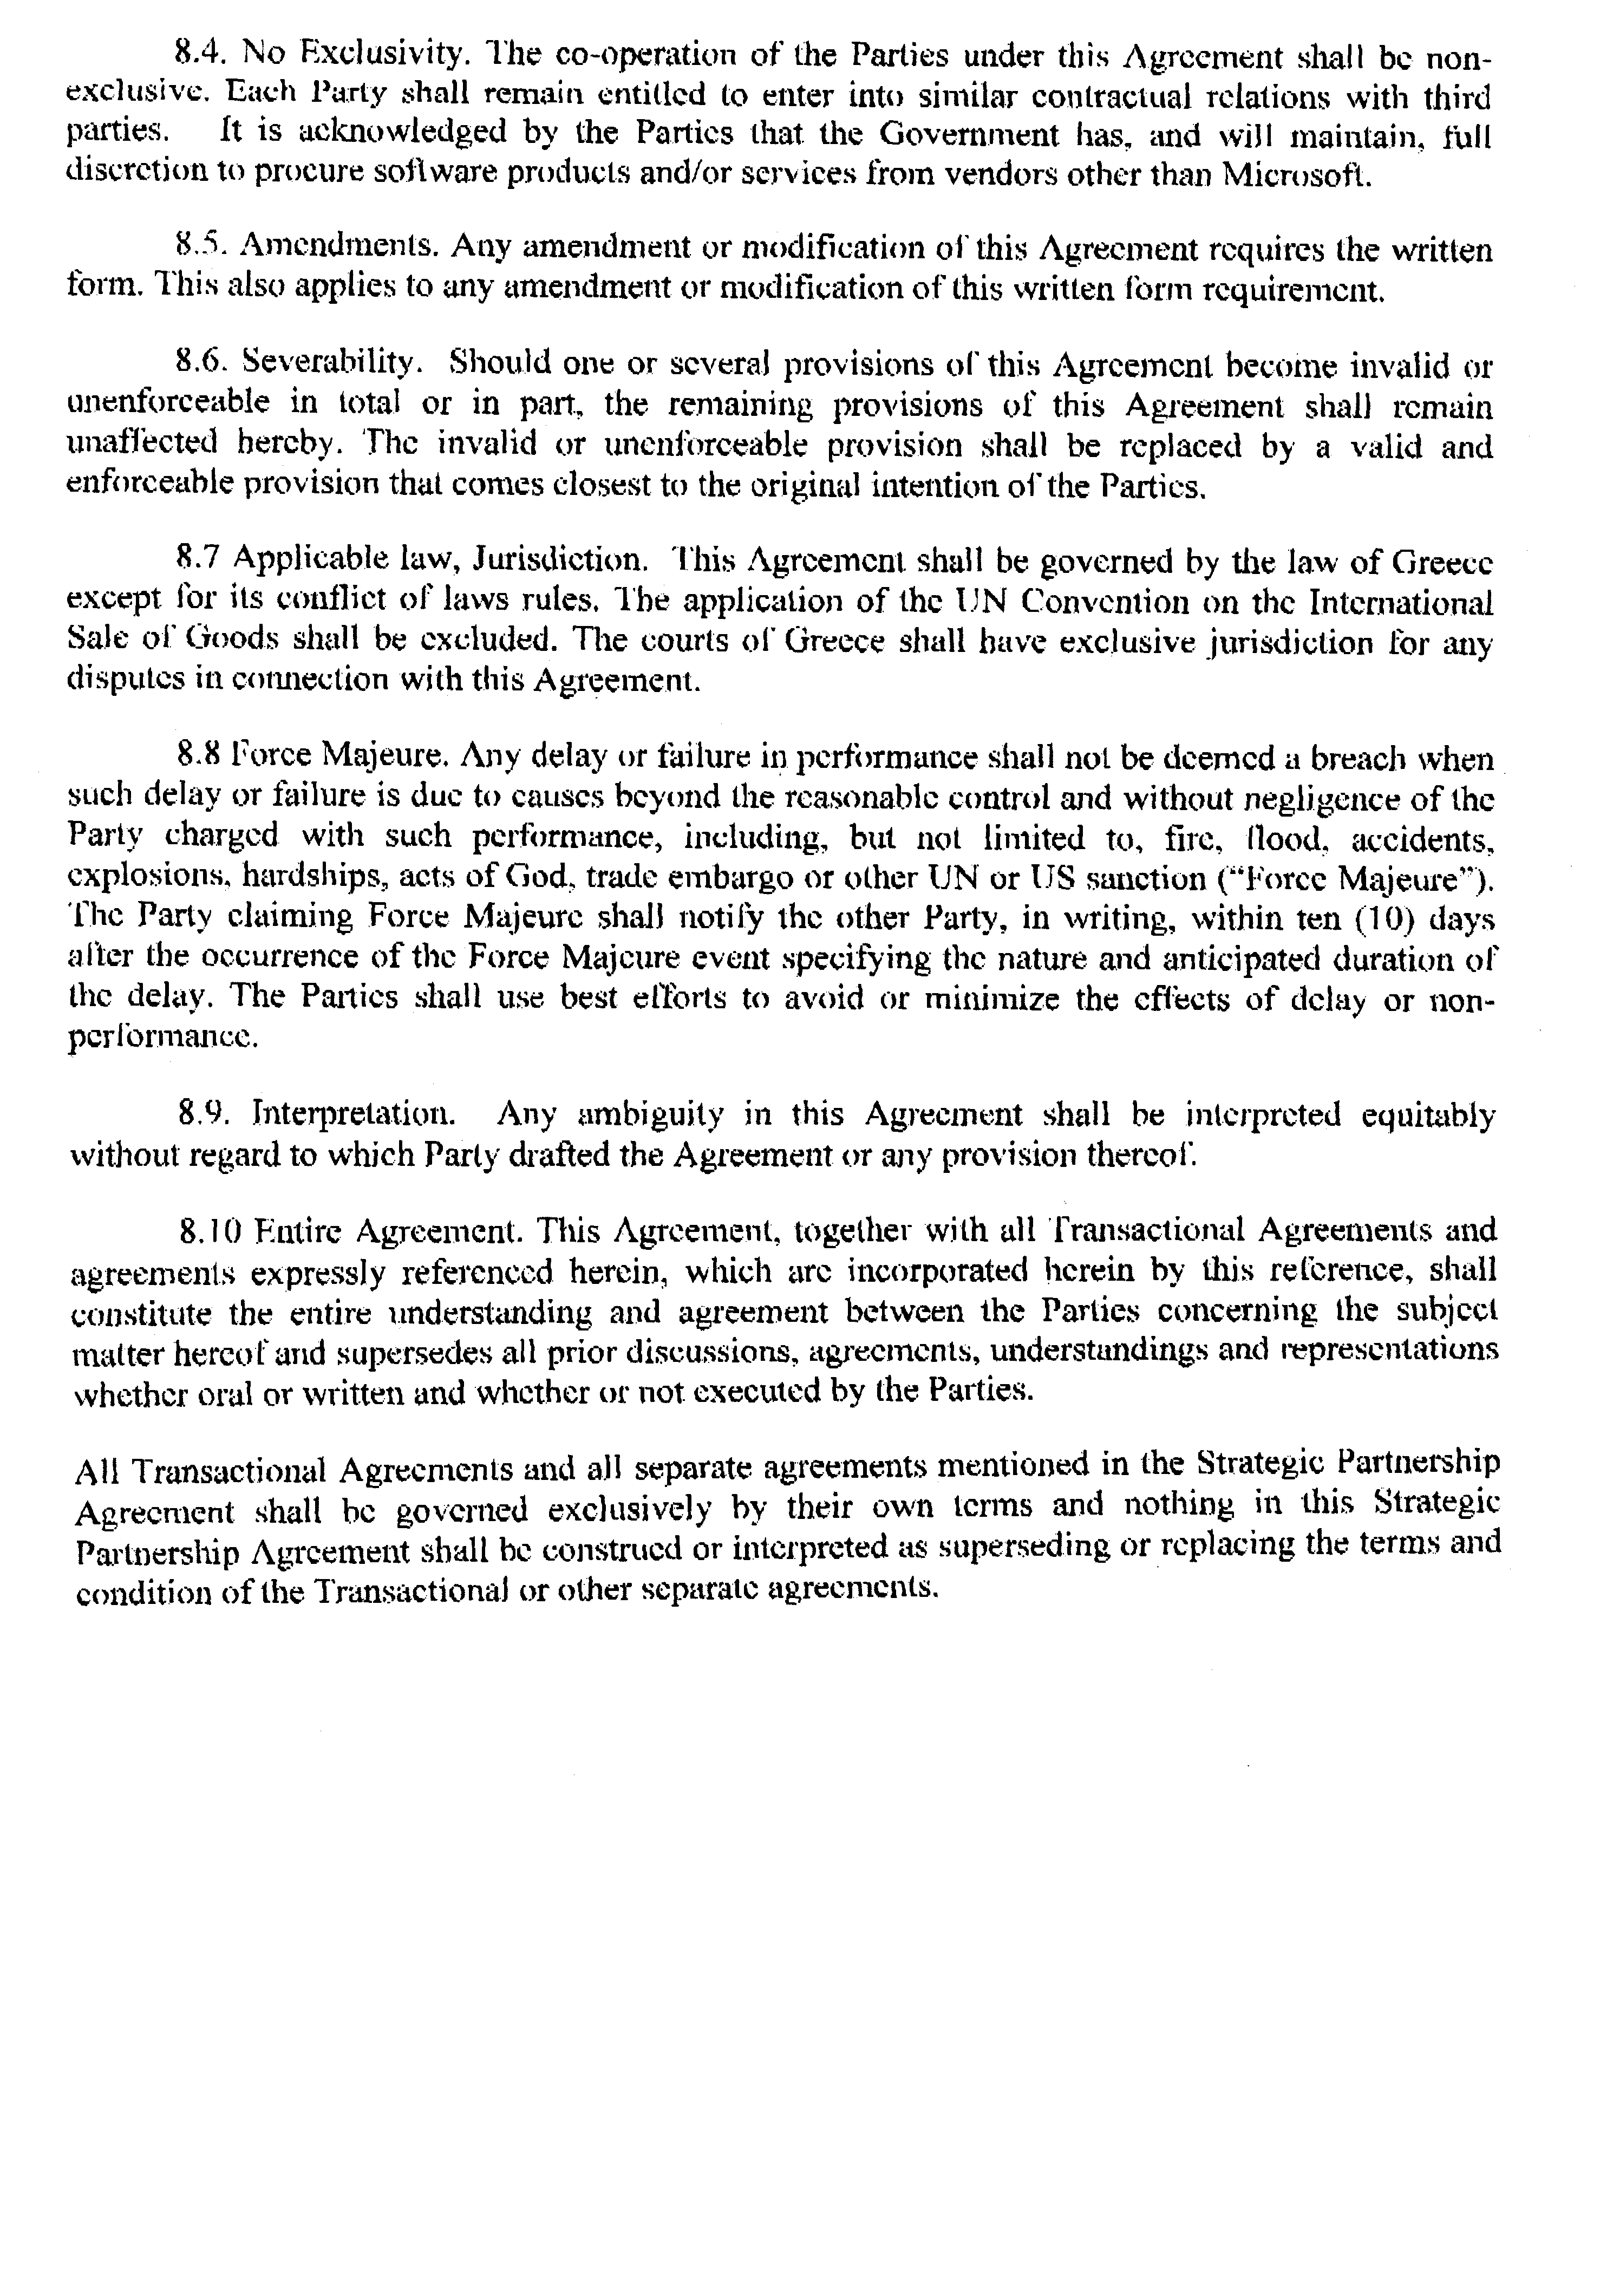 8.4. No Exclusivity. The co-operation of the Parties under this Agreement shall be non-
exclusive. Each Party shall remain entitled to enter into similar contractual relations with third
parties. It is acknowledged by the Parties that the Government has, and will maintain, full
discretion to procure software products and/or services from vendors other than Microsoft.
8.5. Amendments. Any amendment or modification of this Agreement requires the written
form. This also applies to any amendment or modification of this written form requirement.
8.6. Severability. Should one or several provisions of this Agreement become invalid or
unenforceable in total or in part, the remaining provisions of this Agreement shall remain
unaffected hereby. The invalid or unenforceable provision shall be replaced by a valid and
enforceable provision that comes closest to the original intention of the Parties.
8.7 Applicable law, Jurisdiction. This Agreement shall be governed by the law of Greece
except for its conflict of laws rules. The application of the UN Convention on the International
Sale of Goods shall be excluded. The courts of Greece shall have exclusive jurisdiction for any
disputes in connection with this Agreement.
8.8 Force Majeure. Any delay or failure in performance shall not be deemed a breach when
such delay or failure is due to causes beyond the reasonable control and without negligence of the
Party charged with such performance, including, but not limited to, fire, flood, accidents,
explosions, hardships, acts of God, trade embargo or other UN or US sanction (“Force Majeure”).
The Party claiming Force Majeure shall notify the other Party, in writing, within ten (10) days
after the occurrence of the Force Majeure event specifying the nature and anticipated duration of
the delay. The Parties shall use best efforts to avoid or minimize the effects of delay or non-
performance.
8.9. Interpretation. Any ambiguity in this Agreement shall be interpreted equitably
without regard to which Party drafted the Agreement or any provision thereof.
8.10 Entire Agreement. This Agreement, together with all Transactional Agreements and
agreements expressly referenced herein, which are incorporated herein by this reference, shall
constitute the entire understanding and agreement between the Parties concerning the subject
matter hereof and supersedes all prior discussions, agreements, understandings and representations
whether oral or written and whether or not executed by the Parties.
All Transactional Agreements and all separate agreements mentioned in the Strategic Partnership
Agreement shall be governed exclusively by their own terms and nothing in this Strategic
Partnership Agreement shall be construed or interpreted as superseding or replacing the terms and
condition of the Transactional or other separate agreements.